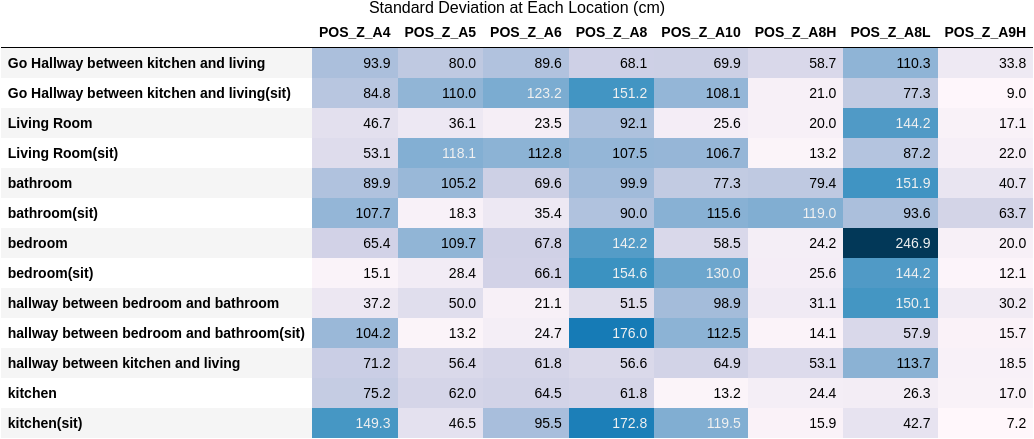 Standard Deviation at Each Location (cm)
POS_Z_A4 POS_Z_A5 POS_Z_A6 POS_Z_A8 POS_Z_A10 POS_Z_A8H POS_Z_A8L POS_Z_A9H
Go Hallway between kitchen and living 93.9 80.0 89.6 68.1 69.9 58.7 110.3 33.8
Go Hallway between kitchen and living(sit) 84.8 110.0 123.2 151.2 108.1 21.0 77.3 9.0
Living Room 46.7 36.1 23.5 92.1 25.6 20.0 144.2 17.1
Living Room(sit) 53.1 118.1 112.8 107.5 106.7 13.2 87.2 22.0
bathroom 89.9 105.2 69.6 99.9 77.3 79.4 151.9 40.7
bathroom(sit) 107.7 18.3 35.4 90.0 115.6 119.0 93.6 63.7
bedroom 65.4 109.7 67.8 142.2 58.5 24.2 246.9 20.0
bedroom(sit) 15.1 28.4 66.1 154.6 130.0 25.6 144.2 12.1
hallway between bedroom and bathroom 37.2 50.0 21.1 51.5 98.9 31.1 150.1 30.2
hallway between bedroom and bathroom(sit) 104.2 13.2 24.7 176.0 112.5 14.1 57.9 15.7
hallway between kitchen and living 71.2 56.4 61.8 56.6 64.9 53.1 113.7 18.5
kitchen 75.2 62.0 64.5 61.8 13.2 24.4 26.3 17.0
kitchen(sit) 149.3 46.5 95.5 172.8 119.5 15.9 42.7 7.2